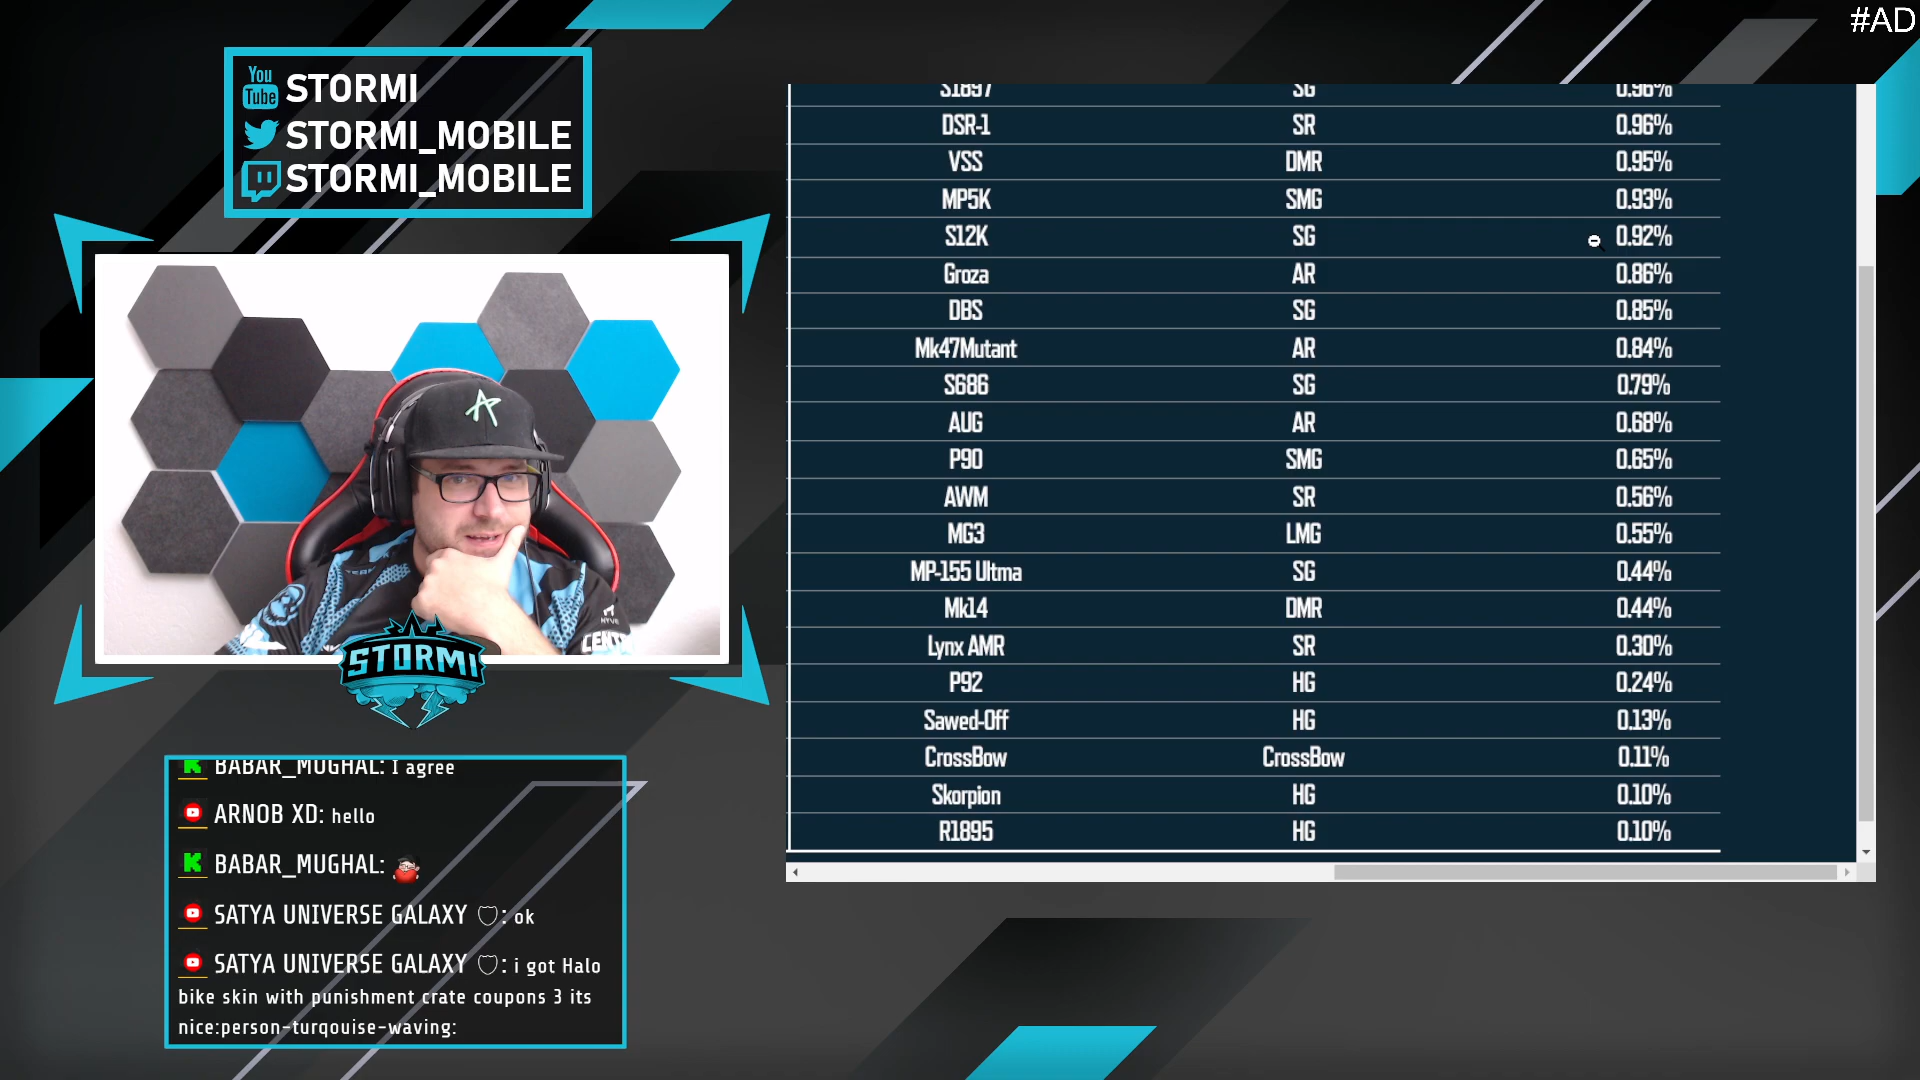 #AD
You
Tube
STORMI
STORMI_MOBILE
STORMI_MOBILE
S1897 SG 0.96%
DSR-1 SR 0.96%
VSS DMR 0.95%
MP5K SMG 0.93%
S12K SG 0.92%
Groza AR 0.86%
DBS SG 0.85%
Mk47Mutant AR 0.84%
S686 SG 0.79%
AUG AR 0.68%
P90 SMG 0.65%
AWM SR 0.56%
MG3 LMG 0.55%
MP-155 Ultma SG 0.44%
Mk14 DMR 0.44%
Lynx AMR SR 0.30%
P92 HG 0.24%
Sawed-Off HG 0.13%
CrossBow CrossBow 0.11%
Skorpion HG 0.10%
R1895 HG 0.10%
STORMI
BABAR_MUGHAL: I agree
ARNOB XD: hello
BABAR_MUGHAL:
SATYA UNIVERSE GALAXY : ok
SATYA UNIVERSE GALAXY : i got Halo
bike skin with punishment crate coupons 3 its
nice:person-turqouise-waving: